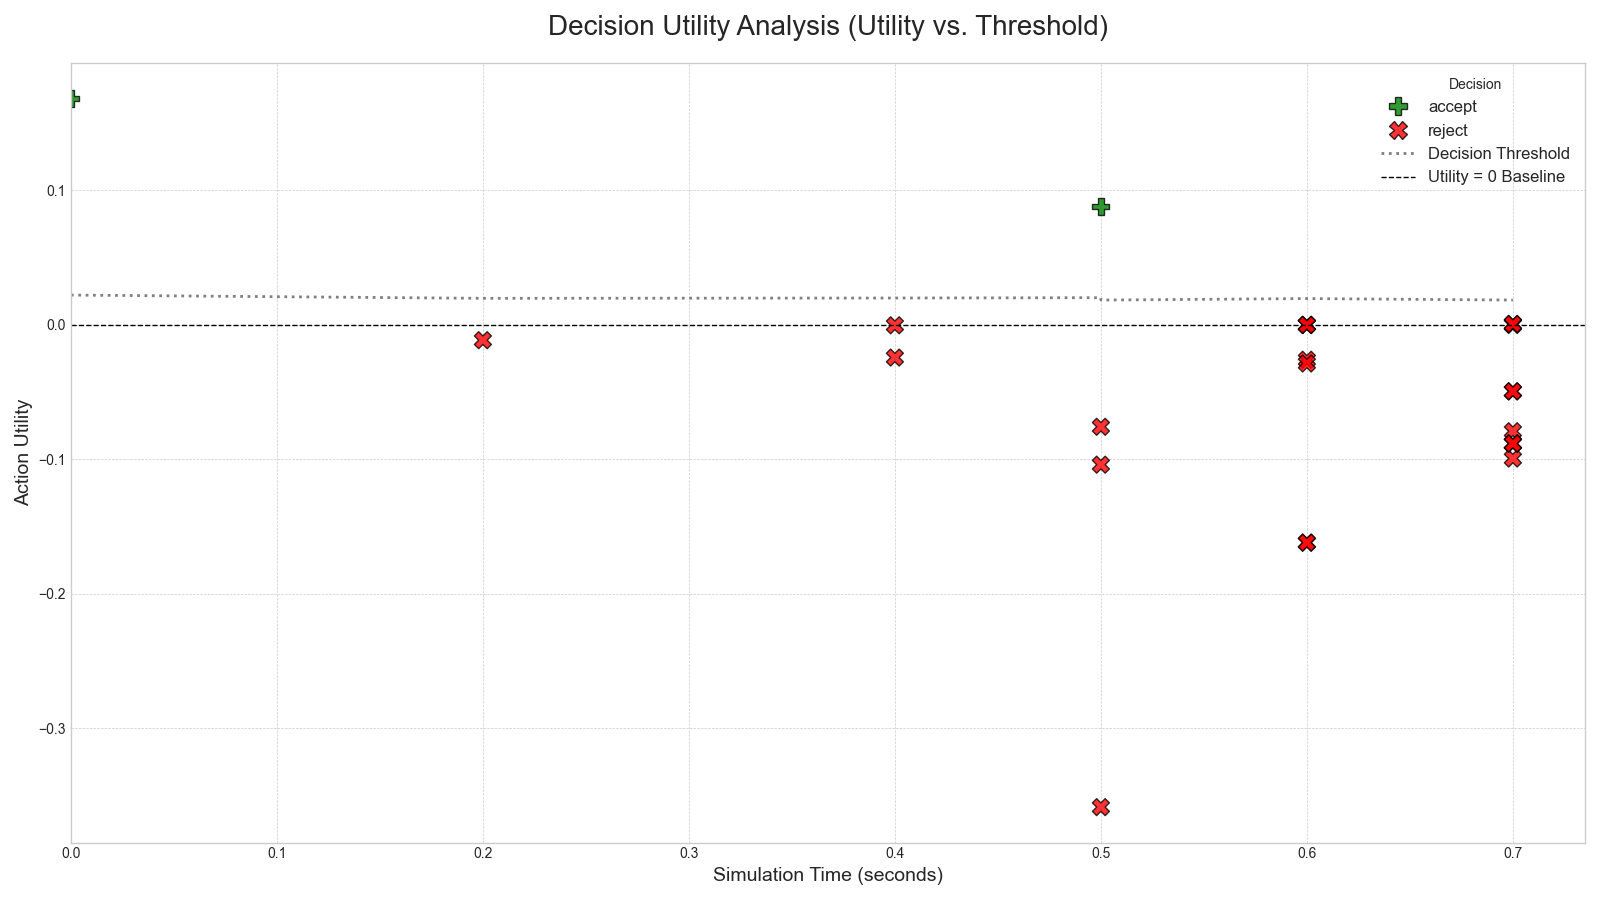 Decision Utility Analysis (Utility vs. Threshold)
Decision
accept
reject
Decision Threshold
Utility = 0 Baseline
Action Utility
0.1
0.0
−0.1
−0.2
−0.3
0.0 0.1 0.2 0.3 0.4 0.5 0.6 0.7
Simulation Time (seconds)